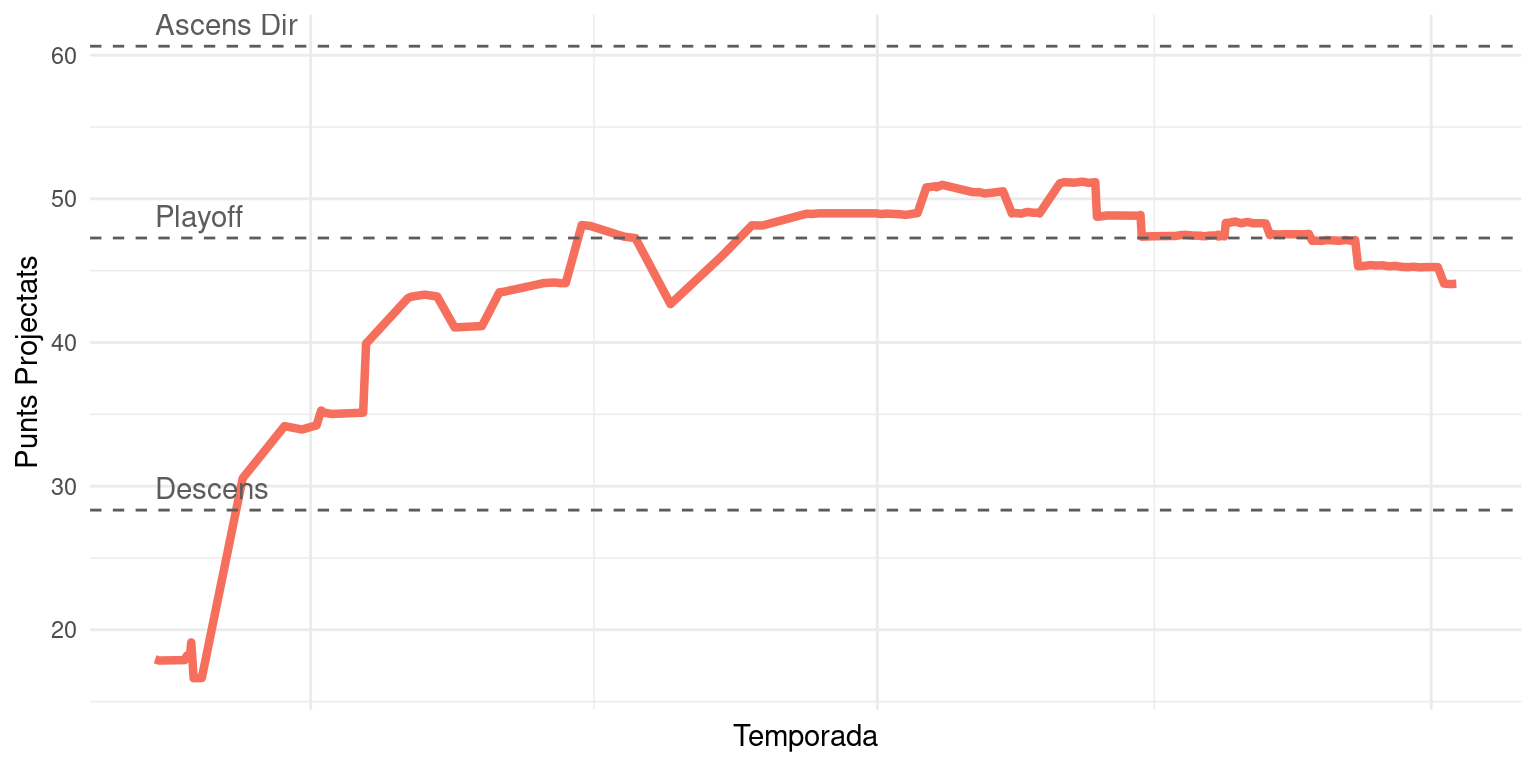 Ascens Dir
60
50
Playoff
40
30
Descens
20
Punts Projectats
Temporada